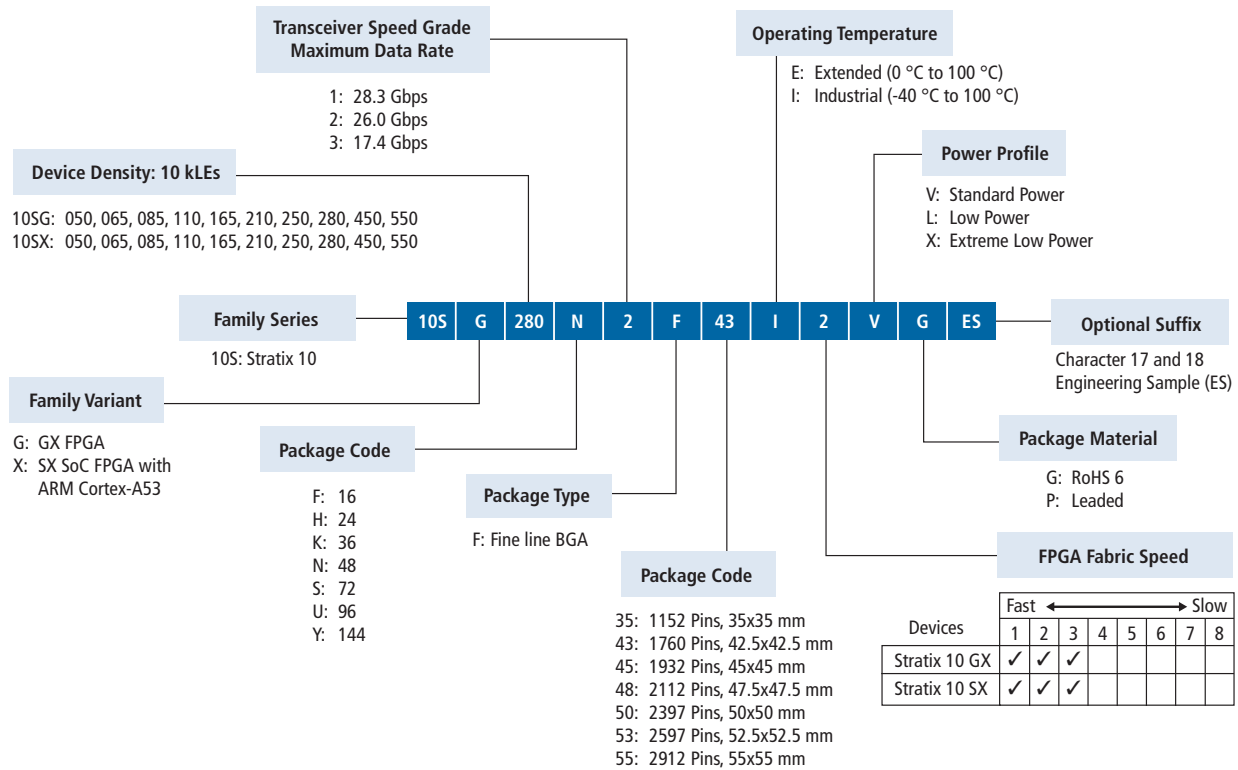 Transceiver Speed Grade
Maximum Data Rate
1: 28.3 Gbps
2: 26.0 Gbps
3: 17.4 Gbps
Operating Temperature
E: Extended (0 °C to 100 °C)
I: Industrial (-40 °C to 100 °C)
Device Density: 10 kLEs
10SG: 050, 065, 085, 110, 165, 210, 250, 280, 450, 550
10SX: 050, 065, 085, 110, 165, 210, 250, 280, 450, 550
Power Profile
V: Standard Power
L: Low Power
X: Extreme Low Power
Family Series
10S: Stratix 10
10S G 280 N 2 F 43 I 2 V G ES
Optional Suffix
Character 17 and 18
Engineering Sample (ES)
Family Variant
G: GX FPGA
X: SX SoC FPGA with
ARM Cortex-A53
Package Code
F: 16
H: 24
K: 36
N: 48
S: 72
U: 96
Y: 144
Package Type
F: Fine line BGA
Package Code
35: 1152 Pins, 35x35 mm
43: 1760 Pins, 42.5x42.5 mm
45: 1932 Pins, 45x45 mm
48: 2112 Pins, 47.5x47.5 mm
50: 2397 Pins, 50x50 mm
53: 2597 Pins, 52.5x52.5 mm
55: 2912 Pins, 55x55 mm
Package Material
G: RoHS 6
P: Leaded
FPGA Fabric Speed
Fast Slow
Devices 1 2 3 4 5 6 7 8
Stratix 10 GX ✓ ✓ ✓
Stratix 10 SX ✓ ✓ ✓